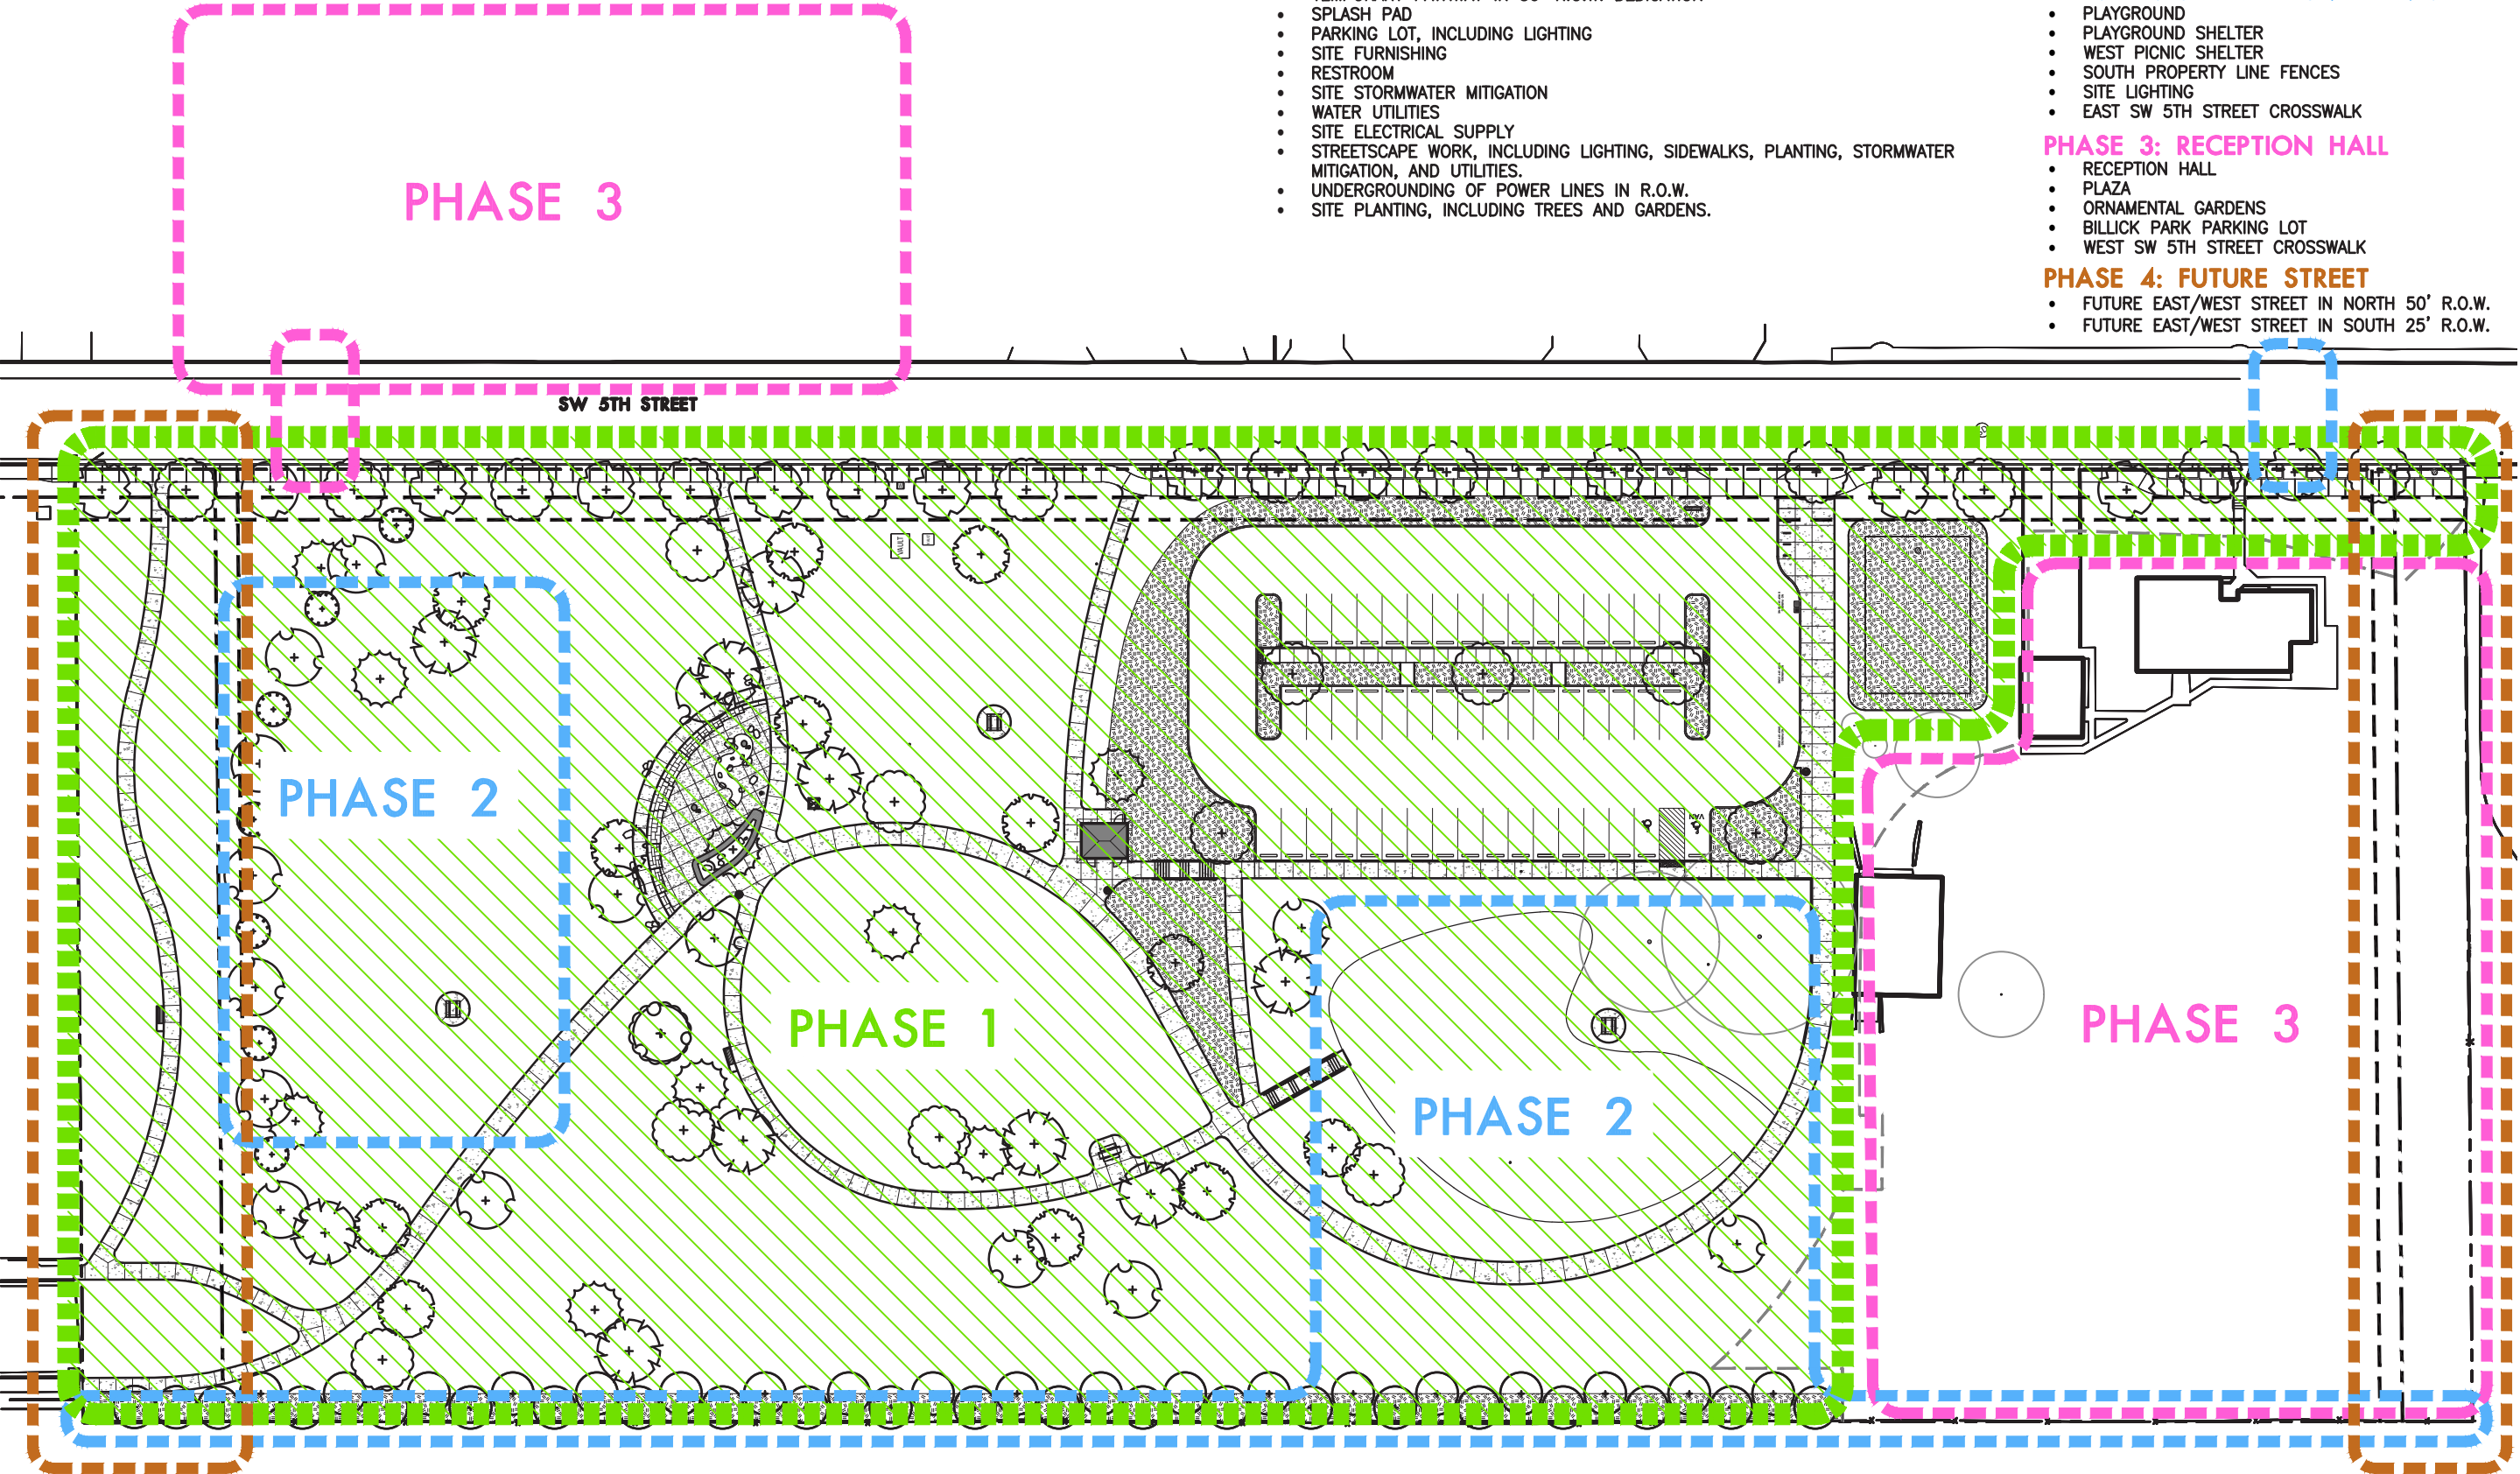 SPLASH PAD
PARKING LOT, INCLUDING LIGHTING
SITE FURNISHING
RESTROOM
SITE STORMWATER MITIGATION
WATER UTILITIES
SITE ELECTRICAL SUPPLY
STREETSCAPE WORK, INCLUDING LIGHTING, SIDEWALKS, PLANTING, STORMWATER
MITIGATION, AND UTILITIES.
UNDERGROUNDING OF POWER LINES IN R.O.W.
SITE PLANTING, INCLUDING TREES AND GARDENS.
PLAYGROUND
PLAYGROUND SHELTER
WEST PICNIC SHELTER
SOUTH PROPERTY LINE FENCES
SITE LIGHTING
EAST SW 5TH STREET CROSSWALK
PHASE 3: RECEPTION HALL
RECEPTION HALL
PLAZA
ORNAMENTAL GARDENS
BILLICK PARK PARKING LOT
WEST SW 5TH STREET CROSSWALK
PHASE 4: FUTURE STREET
FUTURE EAST/WEST STREET IN NORTH 50' R.O.W.
FUTURE EAST/WEST STREET IN SOUTH 25' R.O.W.
PHASE 3
SW 5TH STREET
VAULT
PHASE 2
VAN
PHASE 1
PHASE 2
PHASE 3